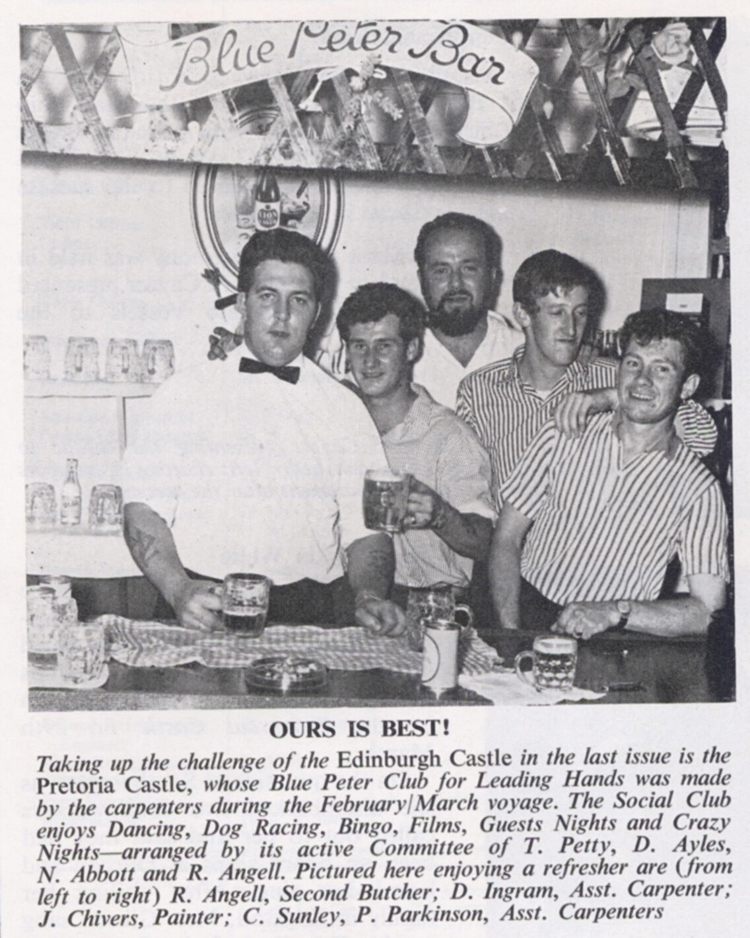 Blue Peter Bar
OURS IS BEST!
Taking up the challenge of the Edinburgh Castle in the last issue is the
Pretoria Castle, whose Blue Peter Club for Leading Hands was made
by the carpenters during the February/March voyage. The Social Club
enjoys Dancing, Dog Racing, Bingo, Films, Guests Nights and Crazy
Nights—arranged by its active Committee of T. Petty, D. Ayles,
N. Abbott and R. Angell. Pictured here enjoying a refresher are (from
left to right) R. Angell, Second Butcher; D. Ingram, Asst. Carpenter;
J. Chivers, Painter; C. Sunley, P. Parkinson, Asst. Carpenters